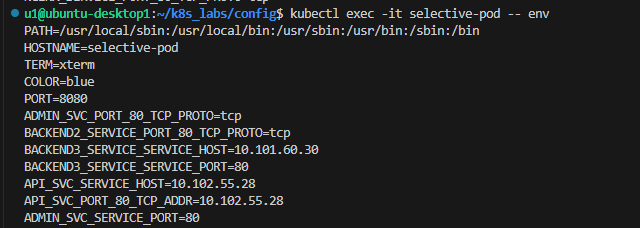 u1@ubuntu-desktop1:~/k8s_labs/config$ kubectl exec -it selective-pod -- env
PATH=/usr/local/sbin:/usr/local/bin:/usr/sbin:/usr/bin:/sbin:/bin
HOSTNAME=selective-pod
TERM=xterm
COLOR=blue
PORT=8080
ADMIN_SVC_PORT_80_TCP_PROTO=tcp
BACKEND2_SERVICE_PORT_80_TCP_PROTO=tcp
BACKEND3_SERVICE_SERVICE_HOST=10.101.60.30
BACKEND3_SERVICE_SERVICE_PORT=80
API_SVC_SERVICE_HOST=10.102.55.28
API_SVC_PORT_80_TCP_ADDR=10.102.55.28
ADMIN_SVC_SERVICE_PORT=80